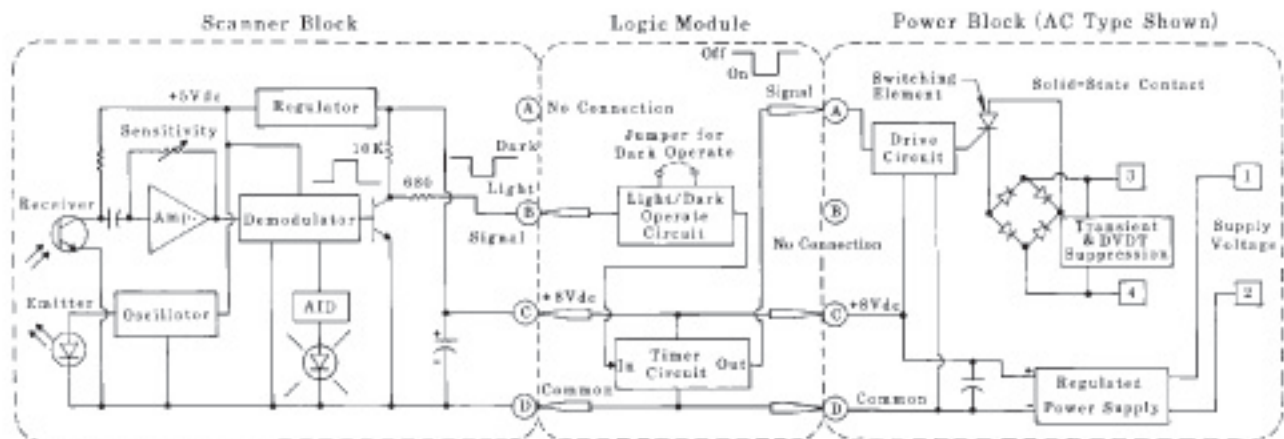 Scanner Block
Logic Module
Power Block (AC Type Shown)
+5Vdc
Regulator
Sensitivity
10K
680
Dark
Light
Signal
Receiver
Amp.
Demodulator
Emitter
Oscillator
AID
A
No Connection
B
C
+8Vdc
D
Common
Off
On
Signal
Jumper for
Dark Operate
Light/Dark
Operate
Circuit
In
Timer
Circuit
Out
A
B
No Connection
C
+8Vdc
D
Common
Switching
Element
Solid-State Contact
Drive
Circuit
3
4
Transient
& DVDT
Suppression
1
Supply
Voltage
2
Regulated
Power Supply